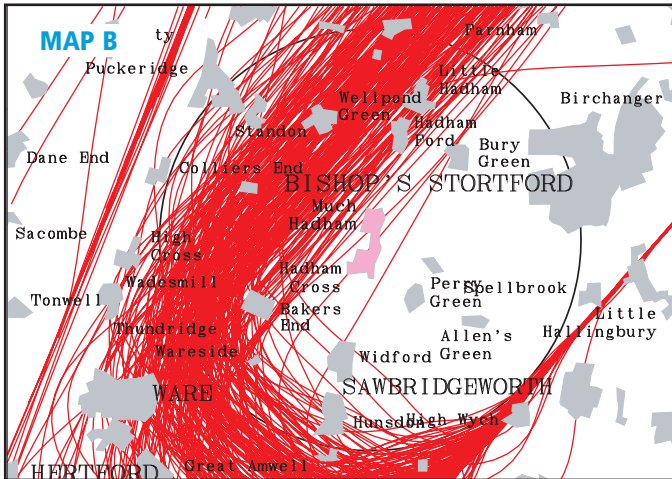 MAP B
ty
Puckeridge
Farnham
Little
Hadham
Wellpond
Green
Birchanger
Standon
Hadham
Ford
Bury
Green
Dane End
Colliers End
BISHOP'S STORTFORD
Much
Hadham
Sacombe
High
Cross
Hadham
Cross
Wadesmill
Perry
Green
Spellbrook
Tonwell
Bakers
End
Little
Hallingbury
Thundridge
Allen's
Green
Wareside
Widford
WARE
SAWBRIDGEWORTH
Hunsdon
High Wych
Great Amwell
HERTFORD